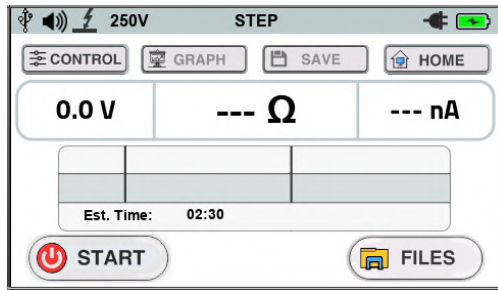 250V STEP
CONTROL GRAPH SAVE HOME
0.0 V --- Ω --- nA
Est. Time: 02:30
START FILES